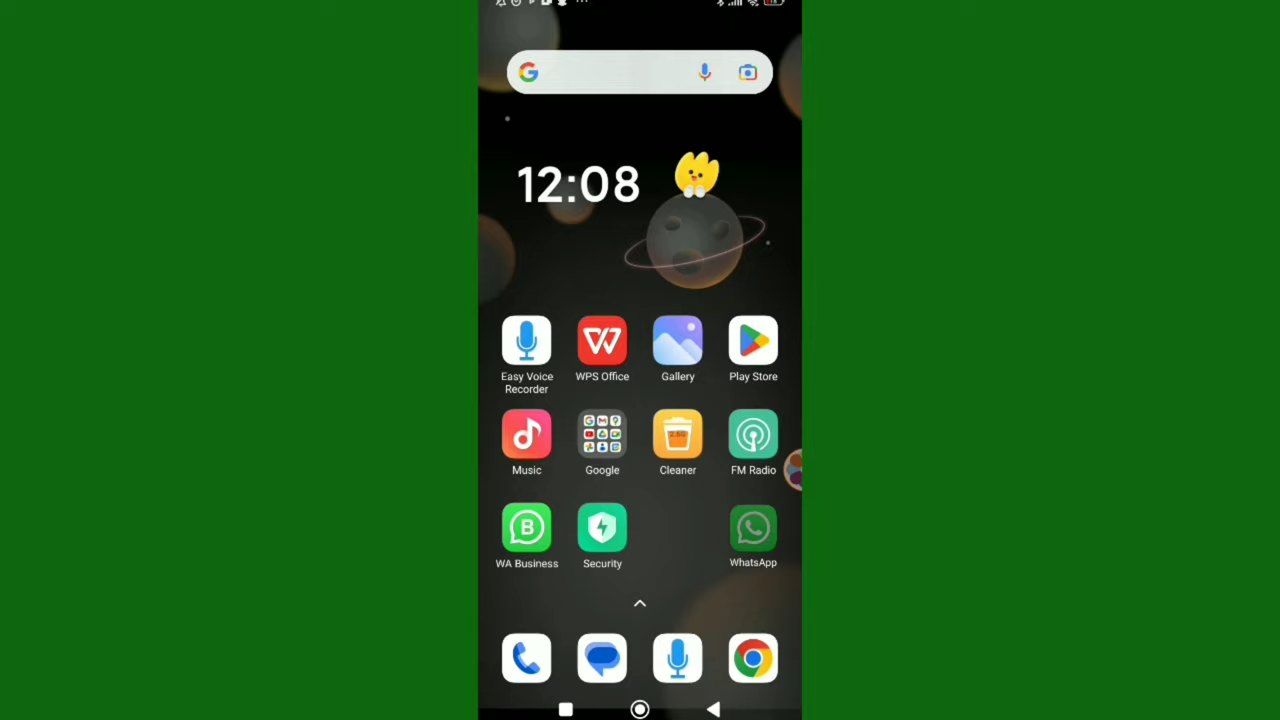 12:08
Easy Voice
Recorder
WPS Office
Gallery
Play Store
Music
Google
Cleaner
FM Radio
WA Business
Security
WhatsApp